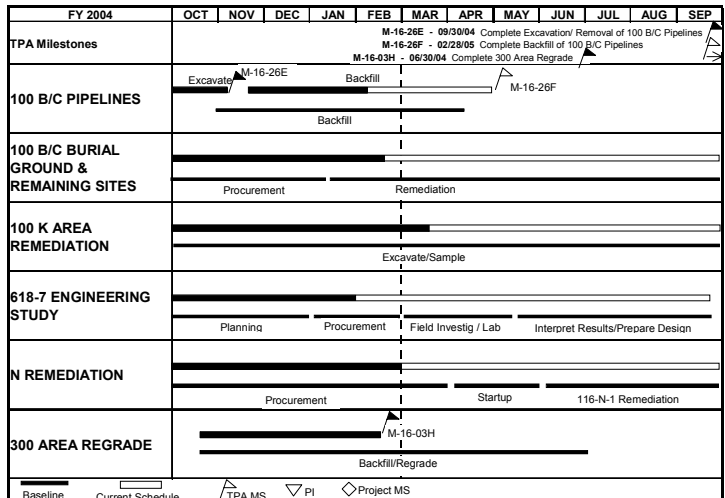 FY 2004 OCT NOV DEC JAN FEB MAR APR MAY JUN JUL AUG SEP
TPA Milestones
M-16-26E - 09/30/04 Complete Excavation/ Removal of 100 B/C Pipelines
M-16-26F - 02/28/05 Complete Backfill of 100 B/C Pipelines
M-16-03H - 06/30/04 Complete 300 Area Regrade
100 B/C PIPELINES
Excavate M-16-26E Backfill
M-16-26F
Backfill
100 B/C BURIAL
GROUND &
REMAINING SITES
Procurement Remediation
100 K AREA
REMEDIATION
Excavate/Sample
618-7 ENGINEERING
STUDY
Planning Procurement Field Investig / Lab Interpret Results/Prepare Design
N REMEDIATION
Procurement Startup 116-N-1 Remediation
300 AREA REGRADE
M-16-03H
Backfill/Regrade
Baseline Current Schedule TPA MS PI Project MS